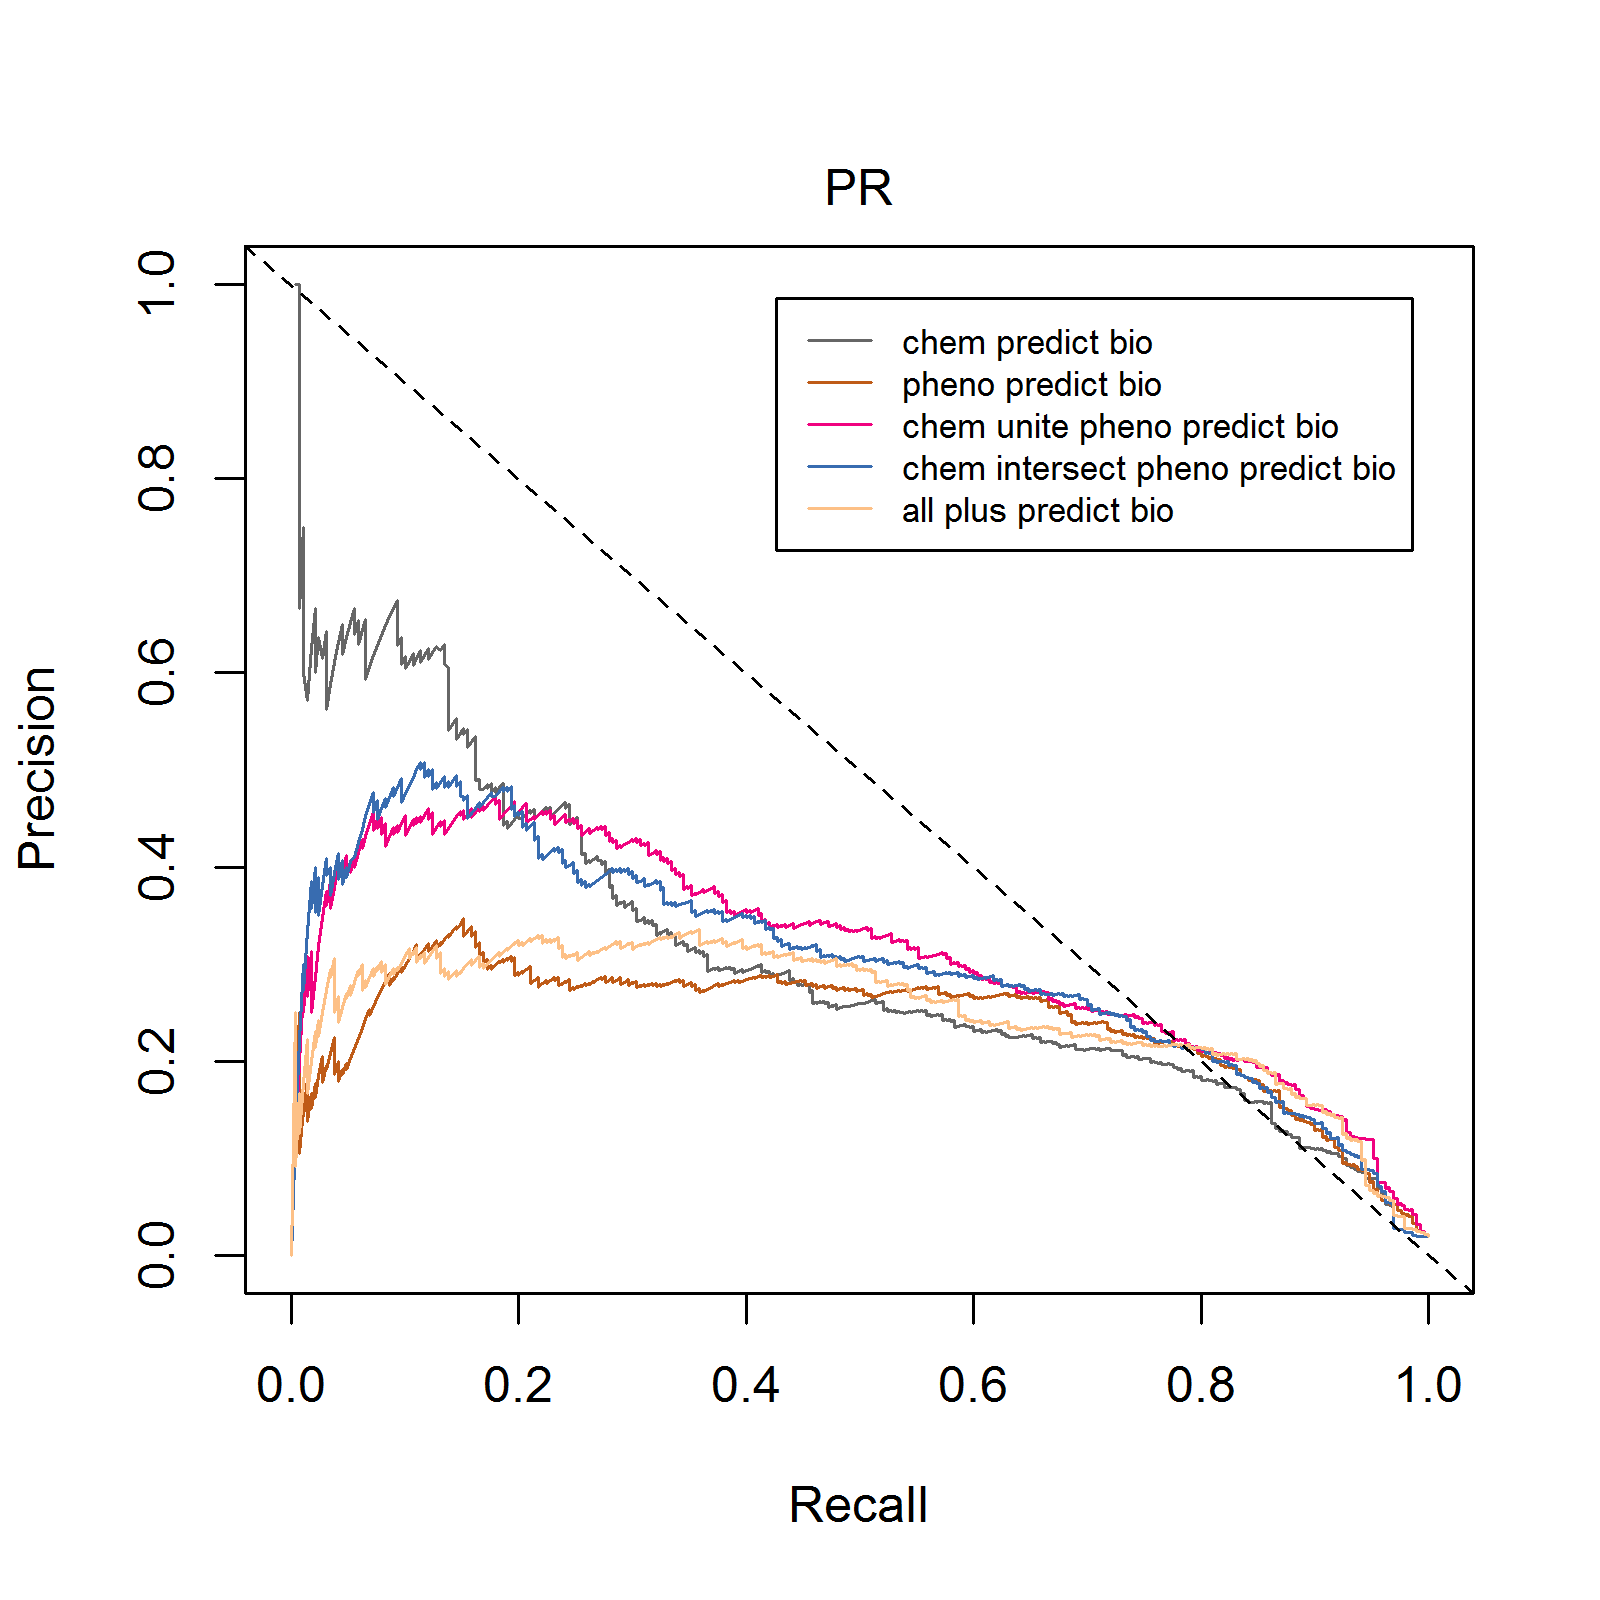 PR
1.0
0.8
0.6
0.4
0.2
0.0
Precision
chem predict bio
pheno predict bio
chem unite pheno predict bio
chem intersect pheno predict bio
all plus predict bio
0.0 0.2 0.4 0.6 0.8 1.0
Recall